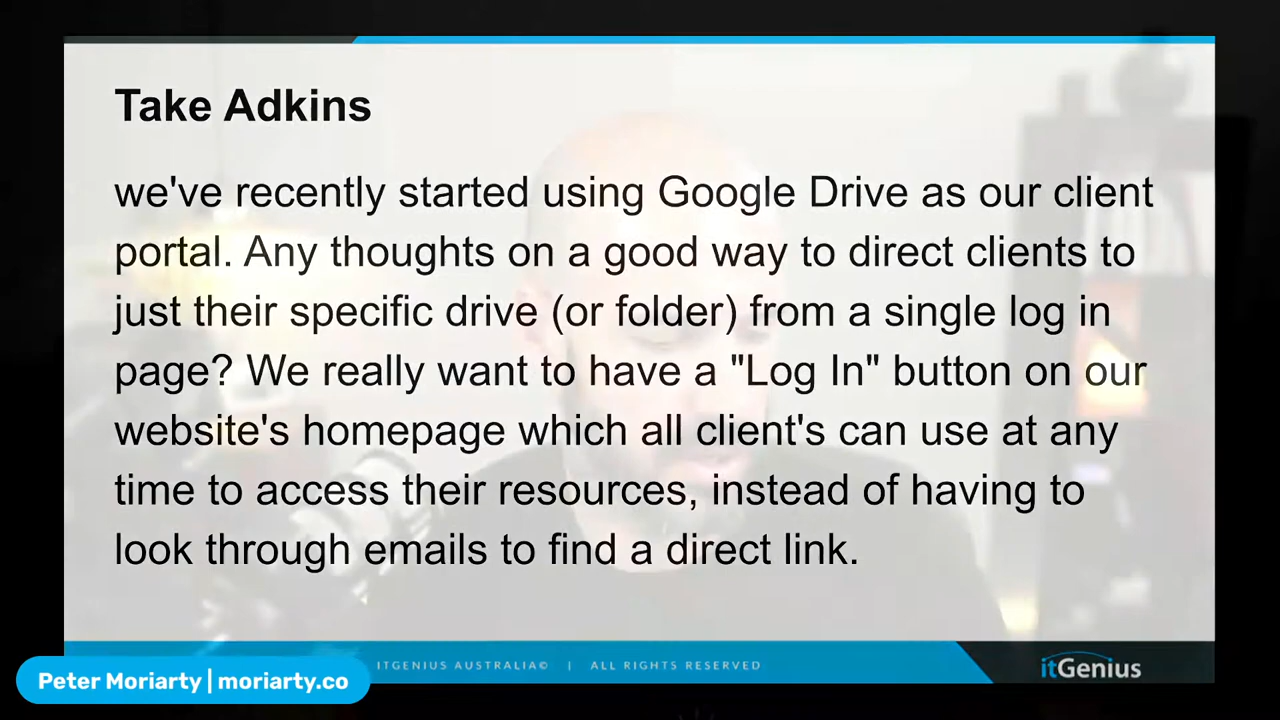 Take Adkins
we've recently started using Google Drive as our client
portal. Any thoughts on a good way to direct clients to
just their specific drive (or folder) from a single log in
page? We really want to have a "Log In" button on our
website's homepage which all client's can use at any
time to access their resources, instead of having to
look through emails to find a direct link.
ITGENIUS AUSTRALIA© | ALL RIGHTS RESERVED
itGenius
Peter Moriarty | moriarty.co